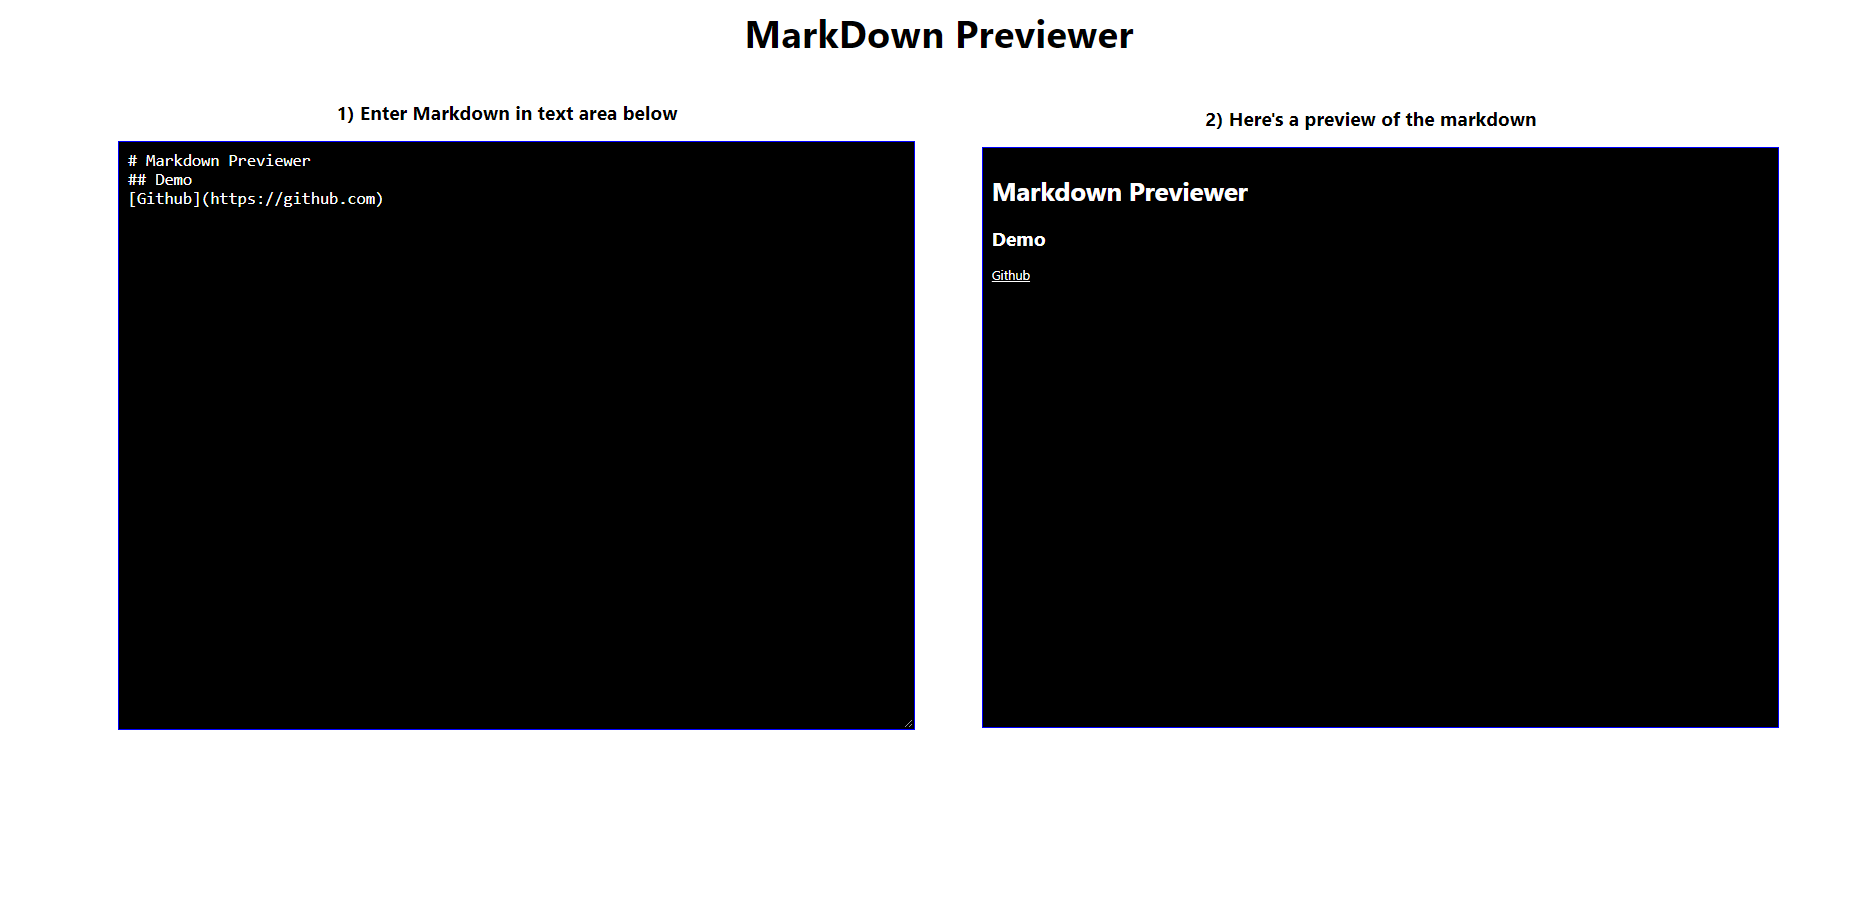 MarkDown Previewer
1) Enter Markdown in text area below
# Markdown Previewer
## Demo
[Github](https://github.com)
2) Here's a preview of the markdown
Markdown Previewer
Demo
Github